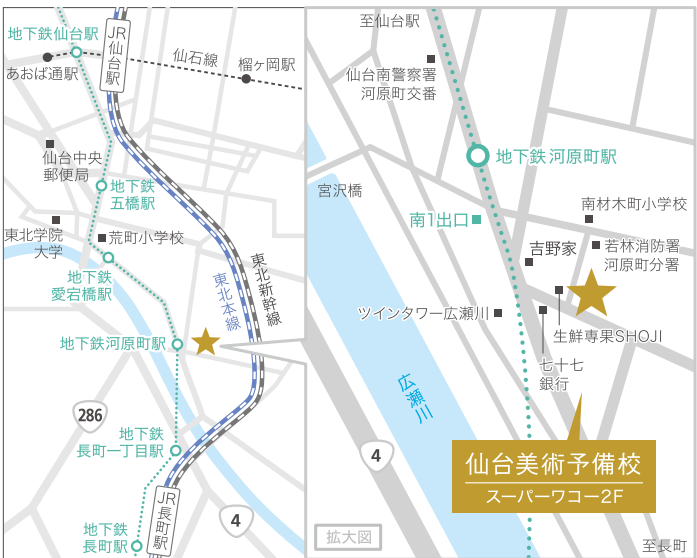 地下鉄仙台駅
JR仙台駅
仙石線
榴ヶ岡駅
あおば通駅
仙台中央
郵便局
地下鉄
五橋駅
東北学院
大学
荒町小学校
地下鉄
愛宕橋駅
東北新幹線
東北本線
地下鉄河原町駅
286
地下鉄
長町一丁目駅
JR長町駅
4
地下鉄
長町駅
至仙台駅
仙台南警察署
河原町交番
地下鉄河原町駅
宮沢橋
南1出口
南材木町小学校
吉野家
若林消防署
河原町分署
ツインタワー広瀬川
生鮮専果SHOJI
七十七
銀行
広瀬川
4
仙台美術予備校
スーパーワコー2F
拡大図
至長町